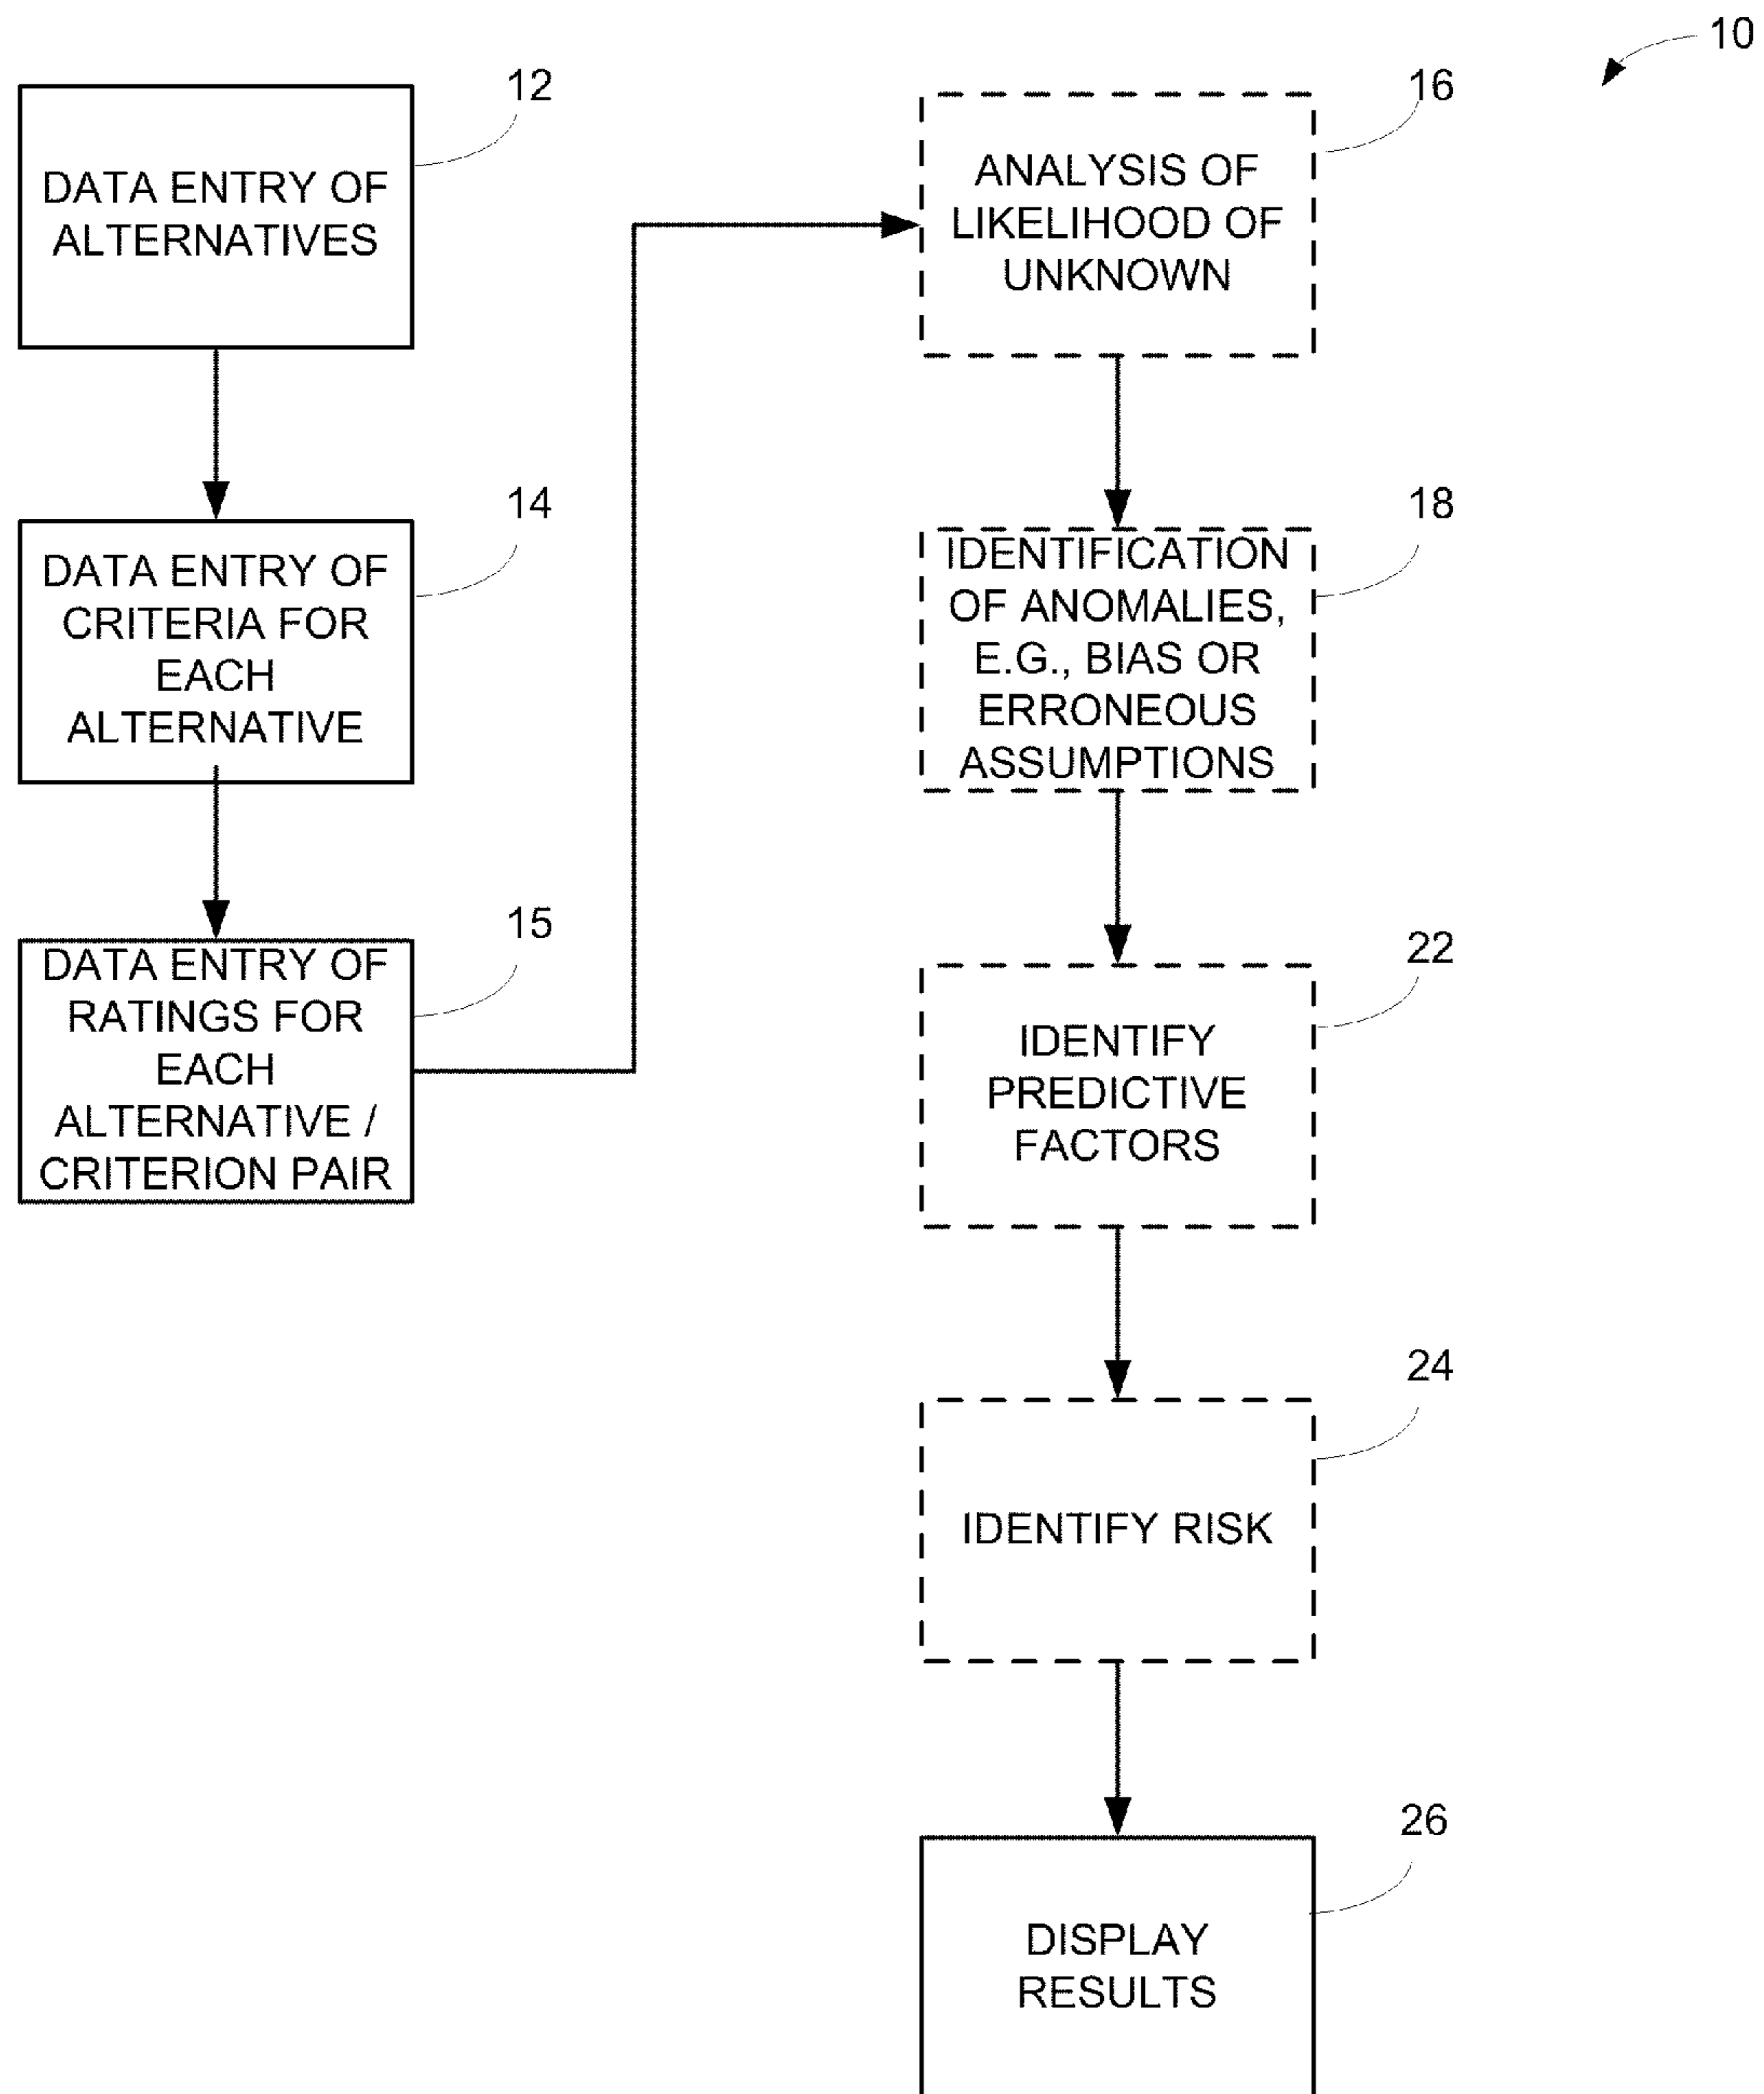 10
12
DATA ENTRY OF
ALTERNATIVES
14
DATA ENTRY OF
CRITERIA FOR
EACH
ALTERNATIVE
15
DATA ENTRY OF
RATINGS FOR
EACH
ALTERNATIVE /
CRITERION PAIR
16
ANALYSIS OF
LIKELIHOOD OF
UNKNOWN
18
IDENTIFICATION
OF ANOMALIES,
E.G., BIAS OR
ERRONEOUS
ASSUMPTIONS
22
IDENTIFY
PREDICTIVE
FACTORS
24
IDENTIFY RISK
26
DISPLAY
RESULTS